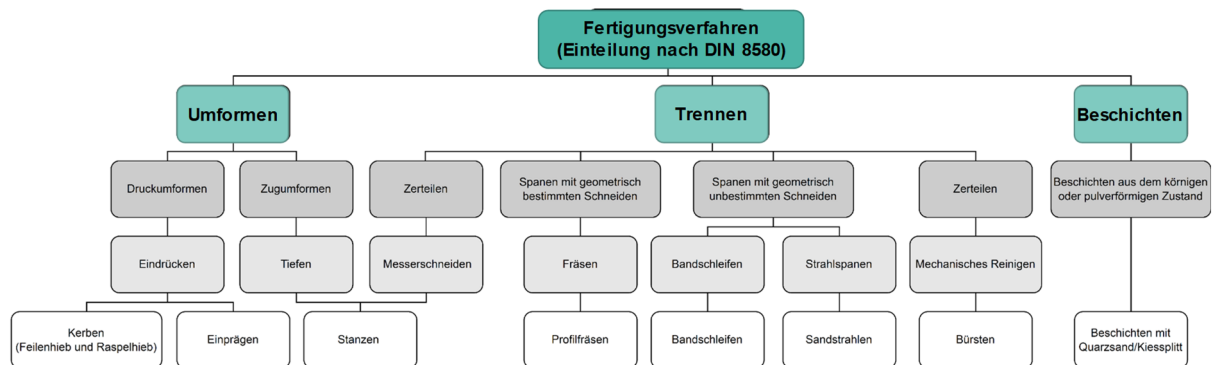 Fertigungsverfahren
(Einteilung nach DIN 8580)
Umformen
Trennen
Beschichten
Druckumformen
Zugumformen
Zerteilen
Spanen mit geometrisch
bestimmten Schneiden
Spanen mit geometrisch
unbestimmten Schneiden
Zerteilen
Beschichten aus dem körnigen
oder pulverförmigen Zustand
Eindrücken
Tiefen
Messerschneiden
Fräsen
Bandschleifen
Strahlspanen
Mechanisches Reinigen
Kerben
(Feilenhieb und Raspelhieb)
Einprägen
Stanzen
Profilfräsen
Bandschleifen
Sandstrahlen
Bürsten
Beschichten mit
Quarzsand/Kiessplitt